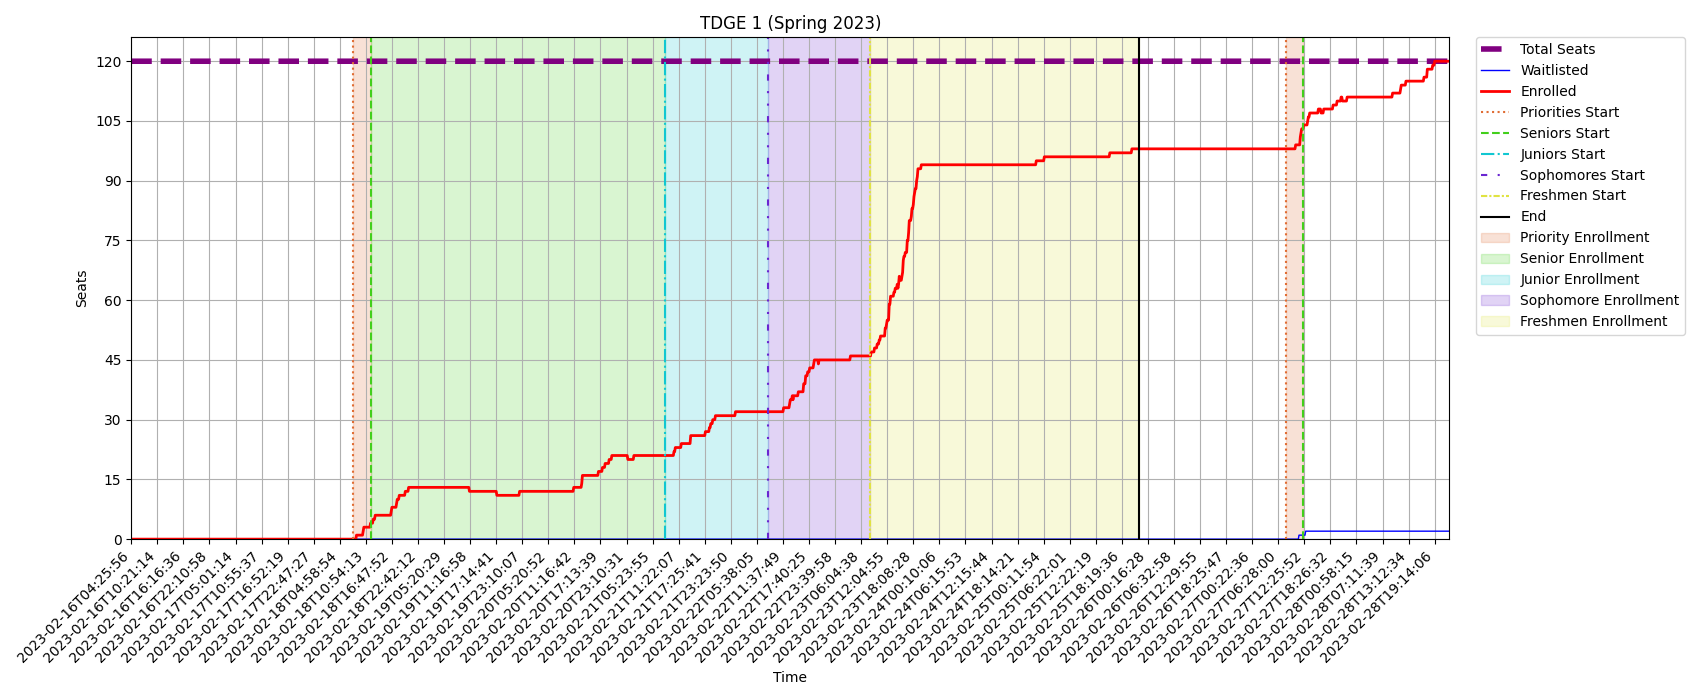 TDGE 1 (Spring 2023)
Seats
120
105
90
75
60
45
30
15
0
2023-02-16T04:25:56
2023-02-16T10:21:14
2023-02-16T16:16:36
2023-02-16T22:10:58
2023-02-17T05:01:14
2023-02-17T10:55:37
2023-02-17T16:52:19
2023-02-17T22:47:27
2023-02-18T04:58:54
2023-02-18T10:54:13
2023-02-18T16:47:52
2023-02-18T22:42:12
2023-02-19T05:20:29
2023-02-19T11:16:58
2023-02-19T17:14:41
2023-02-19T23:10:07
2023-02-20T05:20:52
2023-02-20T11:16:42
2023-02-20T17:13:39
2023-02-20T23:10:31
2023-02-21T05:23:55
2023-02-21T11:22:07
2023-02-21T17:25:41
2023-02-21T23:23:50
2023-02-22T05:38:05
2023-02-22T11:37:49
2023-02-22T17:40:25
2023-02-22T23:39:58
2023-02-23T06:04:38
2023-02-23T12:04:55
2023-02-23T18:08:28
2023-02-24T00:10:06
2023-02-24T06:15:53
2023-02-24T12:15:44
2023-02-24T18:14:21
2023-02-25T00:11:54
2023-02-25T06:22:01
2023-02-25T12:22:19
2023-02-25T18:19:36
2023-02-26T00:16:28
2023-02-26T06:32:58
2023-02-26T12:29:55
2023-02-26T18:25:47
2023-02-27T00:22:36
2023-02-27T06:28:00
2023-02-27T12:25:52
2023-02-27T18:26:32
2023-02-28T00:58:15
2023-02-28T07:11:39
2023-02-28T13:12:34
2023-02-28T19:14:06
Time
Total Seats
Waitlisted
Enrolled
Priorities Start
Seniors Start
Juniors Start
Sophomores Start
Freshmen Start
End
Priority Enrollment
Senior Enrollment
Junior Enrollment
Sophomore Enrollment
Freshmen Enrollment